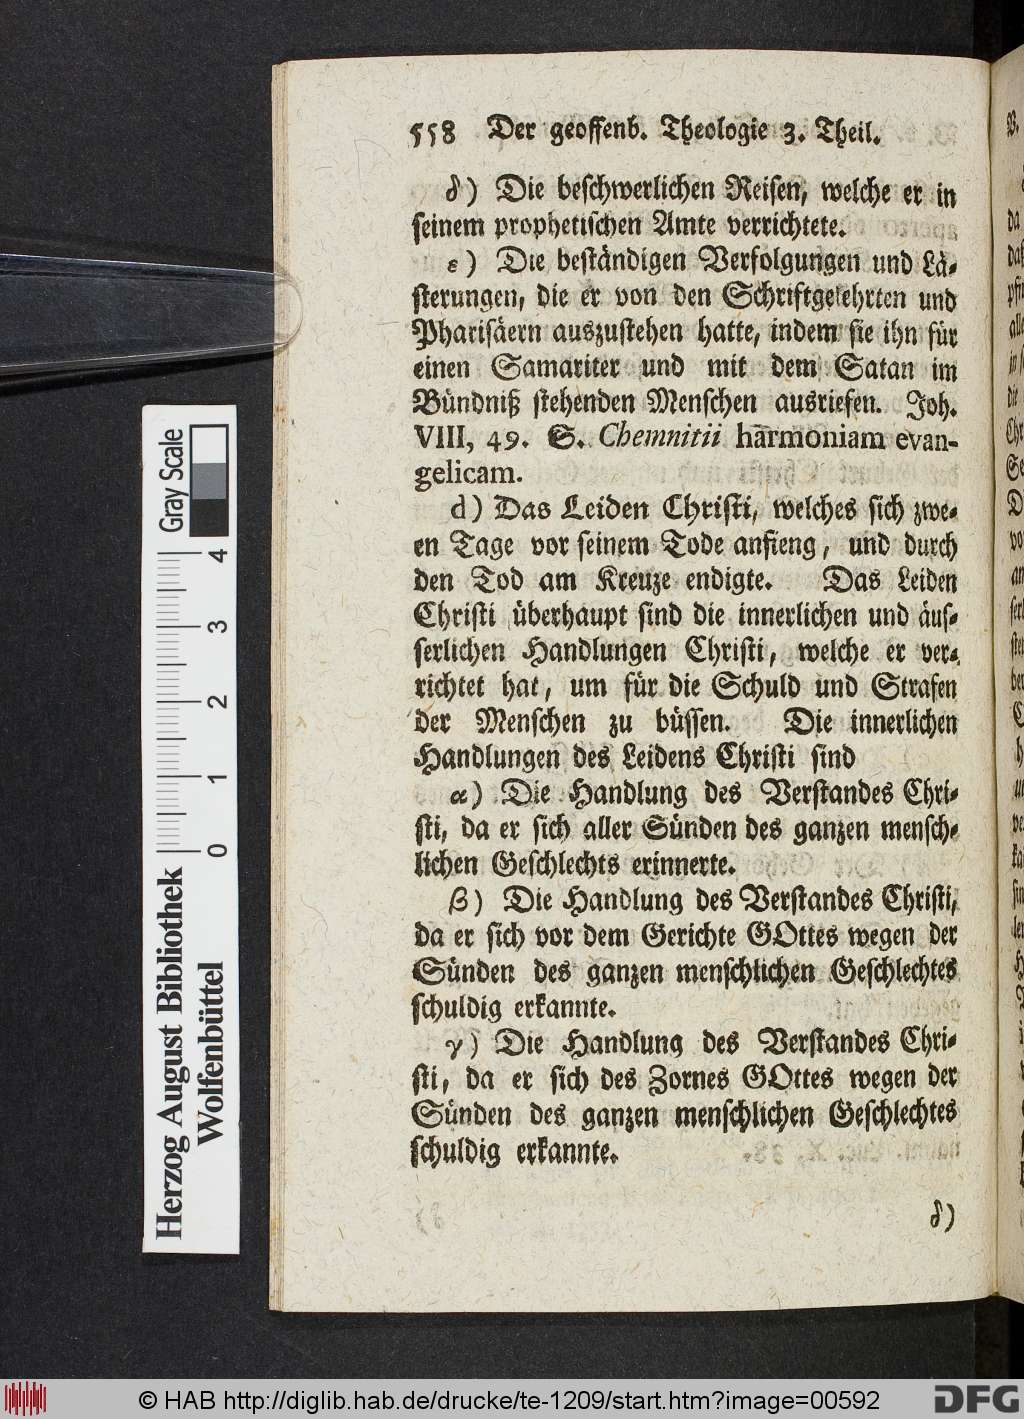 558 Der geoffenb. Theologie 3. Theil.
δ) Die beschwerlichen Reisen, welche er in
seinem prophetischen Amte verrichtete.
ε) Die beständigen Verfolgungen und Lä-
sterungen, die er von den Schriftgelehrten und
Pharisäern auszustehen hatte, indem sie ihn für
einen Samariter und mit dem Satan im
Bündniß stehenden Menschen ausriefen. Joh.
VIII, 49. S. Chemnitii harmoniam evan-
gelicam.
d) Das Leiden Christi, welches sich zwe-
en Tage vor seinem Tode anfieng, und durch
den Tod am Kreuze endigte. Das Leiden
Christi überhaupt sind die innerlichen und äus-
serlichen Handlungen Christi, welche er ver-
richtet hat, um für die Schuld und Strafen
der Menschen zu büssen. Die innerlichen
Handlungen des Leidens Christi sind
α) Die Handlung des Verstandes Chri-
sti, da er sich aller Sünden des ganzen mensch-
lichen Geschlechts erinnerte.
β) Die Handlung des Verstandes Christi,
da er sich vor dem Gerichte GOttes wegen der
Sünden des ganzen menschlichen Geschlechtes
schuldig erkannte.
γ) Die Handlung des Verstandes Chri-
sti, da er sich des Zornes GOttes wegen der
Sünden des ganzen menschlichen Geschlechtes
schuldig erkannte.
δ)
Gray Scale
4 3 2 1 0
Herzog August Bibliothek
Wolfenbüttel
© HAB http://diglib.hab.de/drucke/te-1209/start.htm?image=00592
DFG